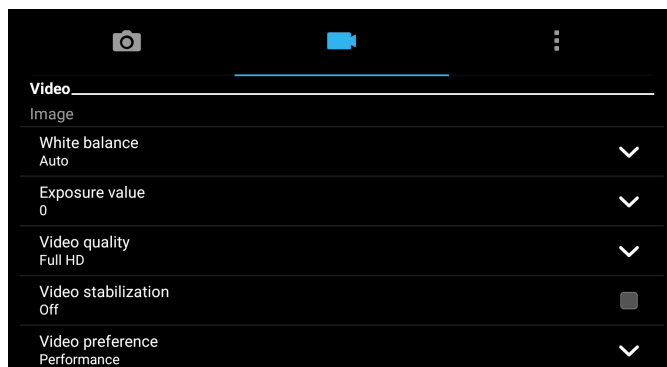 Video
Image
White balance
Auto
Exposure value
0
Video quality
Full HD
Video stabilization
Off
Video preference
Performance